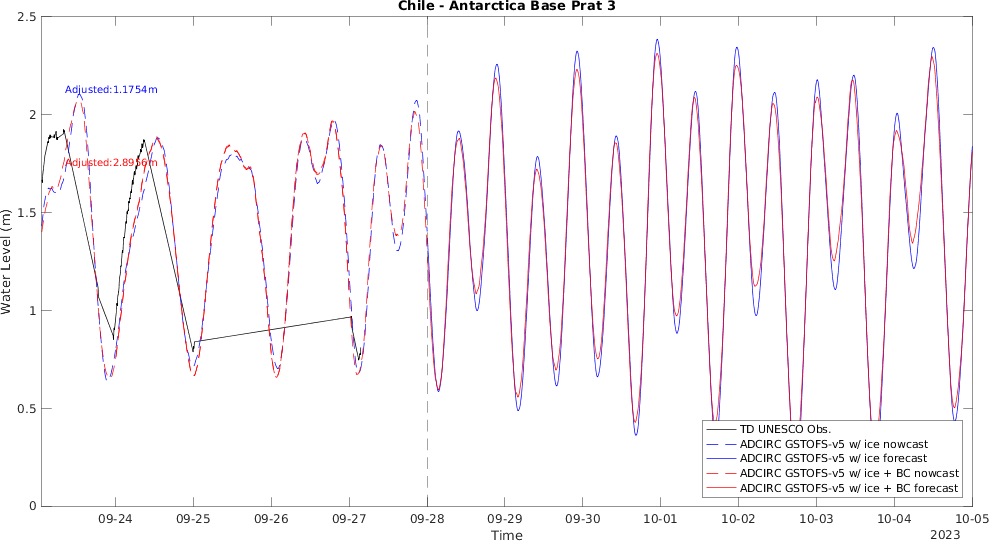 Chile - Antarctica Base Prat 3
2.5
2
1.5
1
0.5
0
Water Level (m)
Adjusted:1.1754m
Adjusted:2.8956m
TD UNESCO Obs.
ADCIRC GSTOFS-v5 w/ ice nowcast
ADCIRC GSTOFS-v5 w/ ice forecast
ADCIRC GSTOFS-v5 w/ ice + BC nowcast
ADCIRC GSTOFS-v5 w/ ice + BC forecast
09-24 09-25 09-26 09-27 09-28 09-29 09-30 10-01 10-02 10-03 10-04 10-05
Time
2023